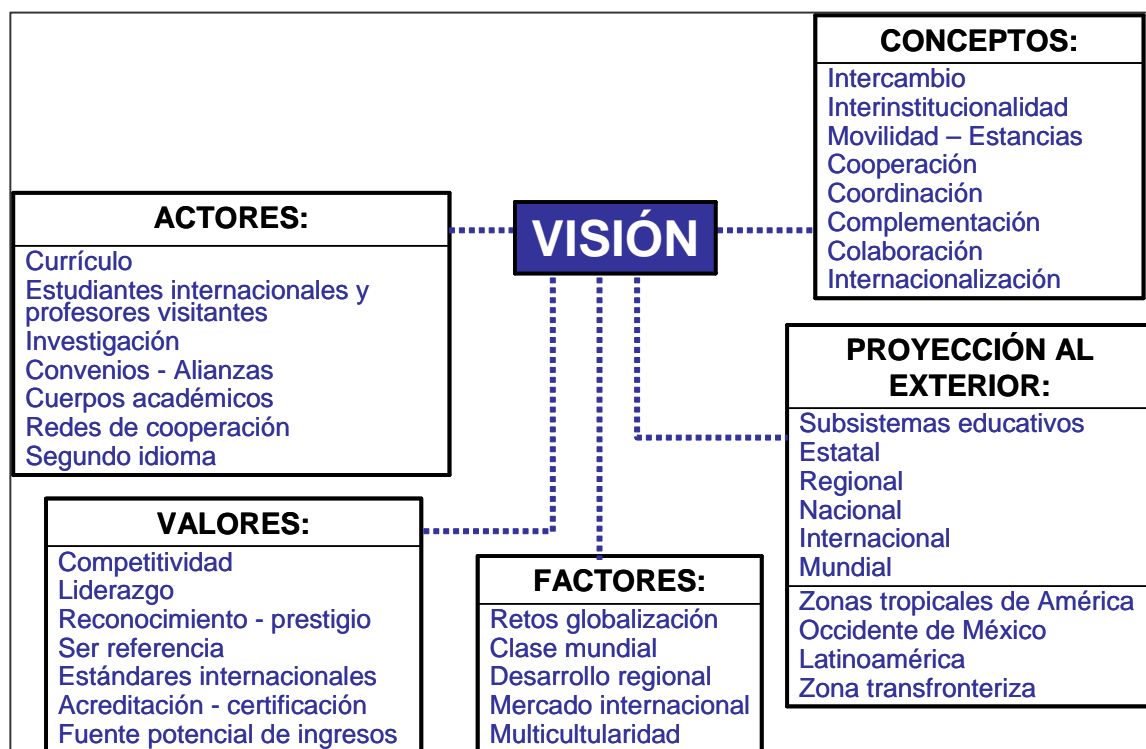 CONCEPTOS:
Intercambio
Interinstitucionalidad
Movilidad – Estancias
Cooperación
Coordinación
Complementación
Colaboración
Internacionalización
VISIÓN
ACTORES:
Currículo
Estudiantes internacionales y
profesores visitantes
Investigación
Convenios - Alianzas
Cuerpos académicos
Redes de cooperación
Segundo idioma
PROYECCIÓN AL
EXTERIOR:
Subsistemas educativos
Estatal
Regional
Nacional
Internacional
Mundial
Zonas tropicales de América
Occidente de México
Latinoamérica
Zona transfronteriza
VALORES:
Competitividad
Liderazgo
Reconocimiento - prestigio
Ser referencia
Estándares internacionales
Acreditación - certificación
Fuente potencial de ingresos
FACTORES:
Retos globalización
Clase mundial
Desarrollo regional
Mercado internacional
Multicultularidad